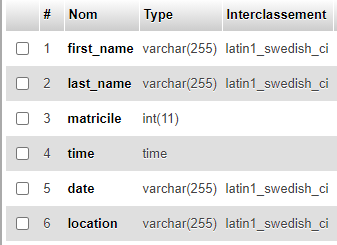 # Nom Type Interclassement
1 first_name varchar(255) latin1_swedish_ci
2 last_name varchar(255) latin1_swedish_ci
3 matricile int(11)
4 time time
5 date varchar(255) latin1_swedish_ci
6 location varchar(255) latin1_swedish_ci